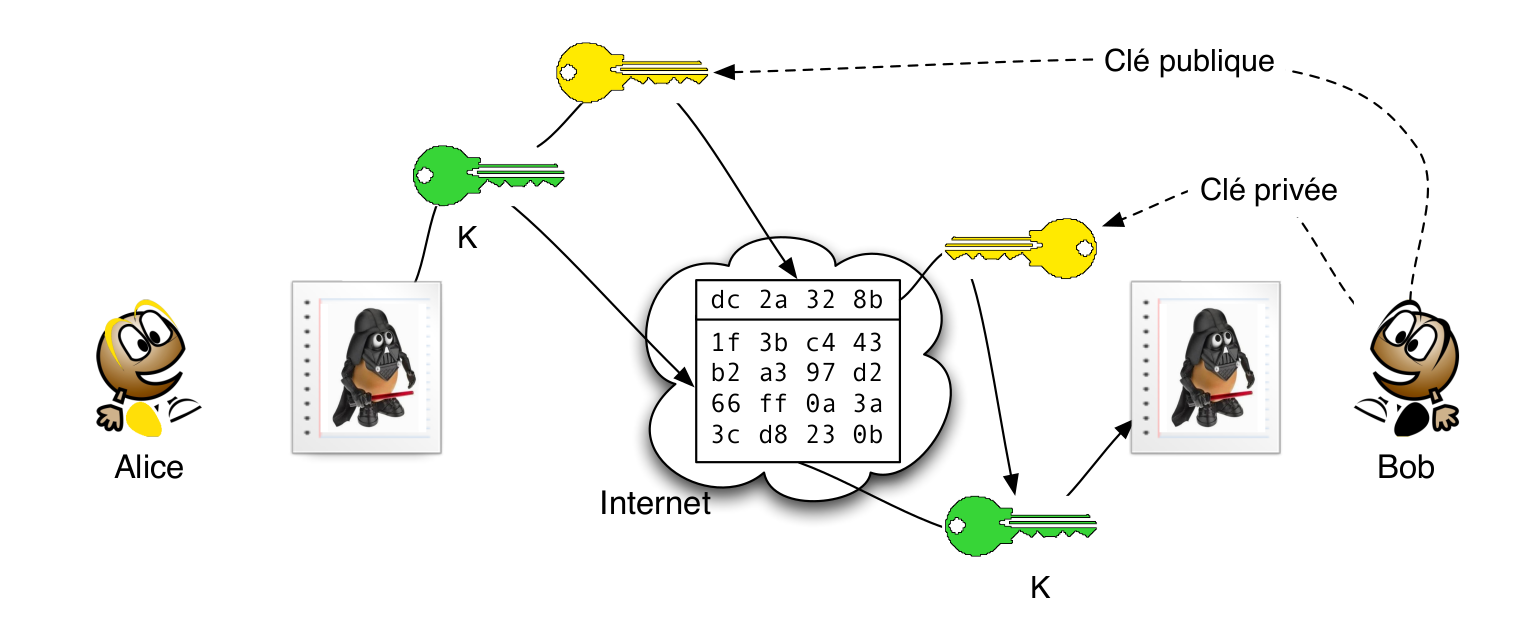 Clé publique
Clé privée
K
dc 2a 32 8b
1f 3b c4 43
b2 a3 97 d2
66 ff 0a 3a
3c d8 23 0b
Alice
Bob
Internet
K